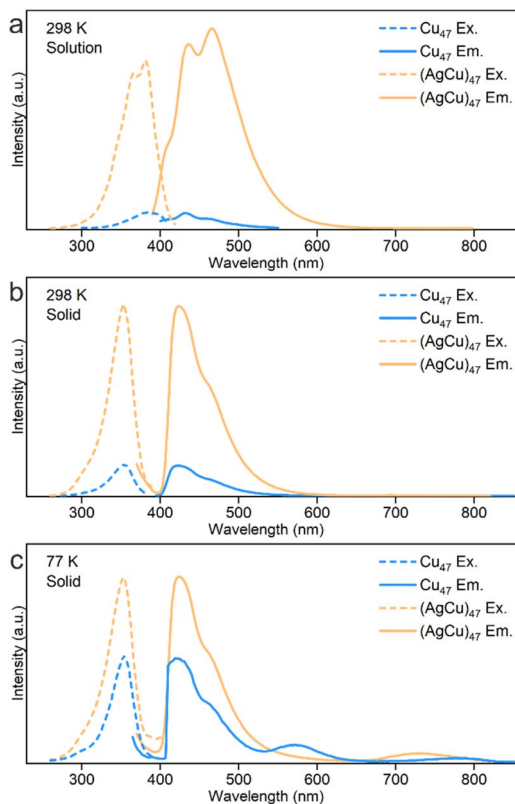 a
298 K
Solution
Cu47 Ex.
Cu47 Em.
(AgCu)47 Ex.
(AgCu)47 Em.
Intensity (a.u.)
300 400 500 600 700 800
Wavelength (nm)
b
298 K
Solid
Cu47 Ex.
Cu47 Em.
(AgCu)47 Ex.
(AgCu)47 Em.
Intensity (a.u.)
300 400 500 600 700 800
Wavelength (nm)
c
77 K
Solid
Cu47 Ex.
Cu47 Em.
(AgCu)47 Ex.
(AgCu)47 Em.
Intensity (a.u.)
300 400 500 600 700 800
Wavelength (nm)